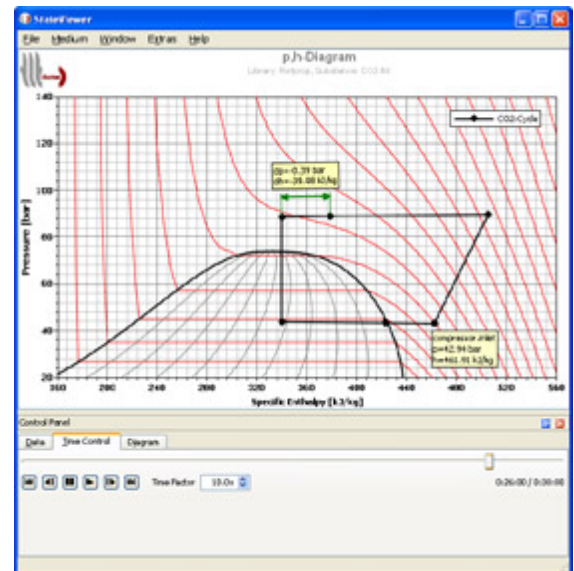 StateViewer
File Medium Window Extras Help
p,h-Diagram
Library: Refprop, Substance: CO2
140
120
100
80
60
40
20
Pressure [bar]
CO2-Cycle
dp=-0.39 bar
dh=-39.08 kJ/kg
compressor inlet
p=42.94 bar
h=461.91 kJ/kg
160 200 240 280 320 360 400 440 480 520 560
Specific Enthalpy [kJ/kg]
Control Panel
Data Time Control Diagram
Time Factor 10.0x
0:26:00 / 0:30:00